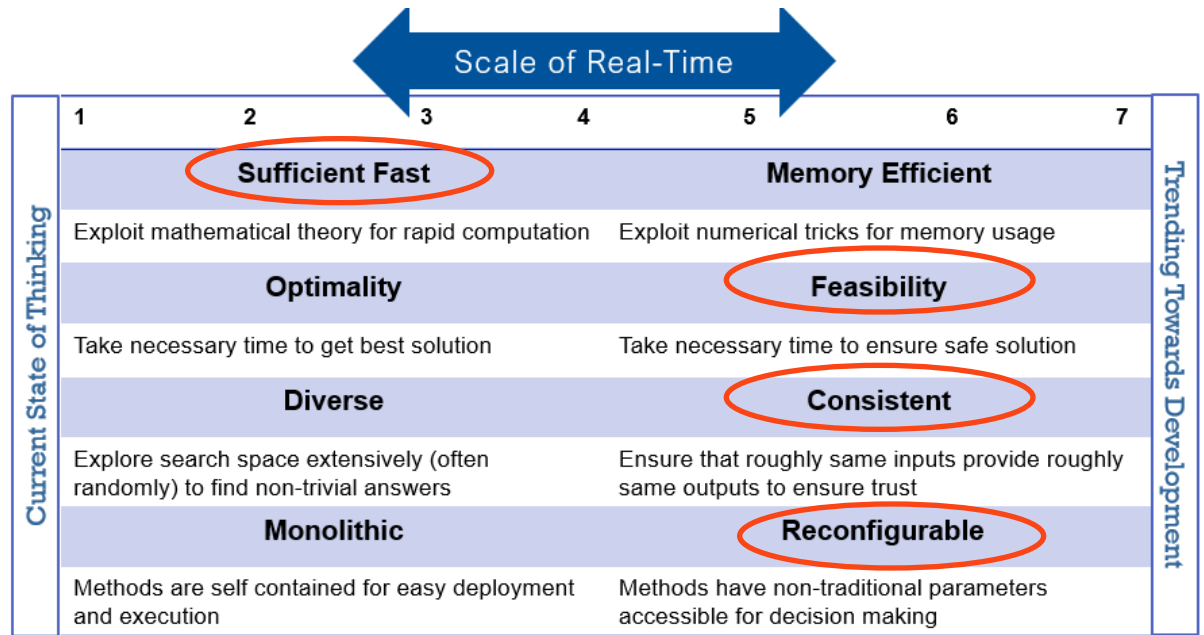 Scale of Real-Time
1 2 3 4 5 6 7
Current State of Thinking
Trending Towards Development
Sufficient Fast Memory Efficient
Exploit mathematical theory for rapid computation Exploit numerical tricks for memory usage
Optimality Feasibility
Take necessary time to get best solution Take necessary time to ensure safe solution
Diverse Consistent
Explore search space extensively (often
randomly) to find non-trivial answers
Ensure that roughly same inputs provide roughly
same outputs to ensure trust
Monolithic Reconfigurable
Methods are self contained for easy deployment
and execution
Methods have non-traditional parameters
accessible for decision making